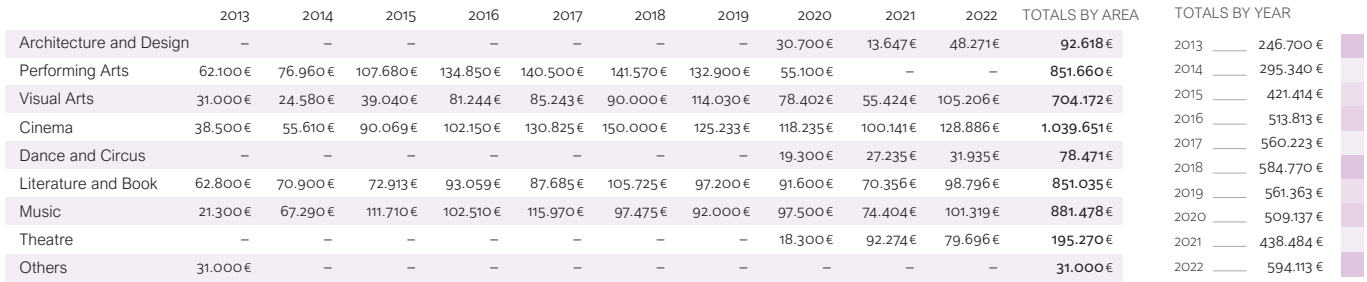 2013 2014 2015 2016 2017 2018 2019 2020 2021 2022 TOTALS BY AREA
Architecture and Design – – – – – – – 30.700 € 13.647 € 48.271 € 92.618 €
Performing Arts 62.100 € 76.960 € 107.680 € 134.850 € 140.500 € 141.570 € 132.900 € 55.100 € – – 851.660 €
Visual Arts 31.000 € 24.580 € 39.040 € 81.244 € 85.243 € 90.000 € 114.030 € 78.402 € 55.424 € 105.206 € 704.172 €
Cinema 38.500 € 55.610 € 90.069 € 102.150 € 130.825 € 150.000 € 125.233 € 118.235 € 100.141 € 128.886 € 1.039.651 €
Dance and Circus – – – – – – – 19.300 € 27.235 € 31.935 € 78.471 €
Literature and Book 62.800 € 70.900 € 72.913 € 93.059 € 87.685 € 105.725 € 97.200 € 91.600 € 70.356 € 98.796 € 851.035 €
Music 21.300 € 67.290 € 111.710 € 102.510 € 115.970 € 97.475 € 92.000 € 97.500 € 74.404 € 101.319 € 881.478 €
Theatre – – – – – – – 18.300 € 92.274 € 79.696 € 195.270 €
Others 31.000 € – – – – – – – – – 31.000 €
TOTALS BY YEAR
2013 ____ 246.700 €
2014 ____ 295.340 €
2015 ____ 421.414 €
2016 ____ 513.813 €
2017 ____ 560.223 €
2018 ____ 584.770 €
2019 ____ 561.363 €
2020 ____ 509.137 €
2021 ____ 438.484 €
2022 ____ 594.113 €